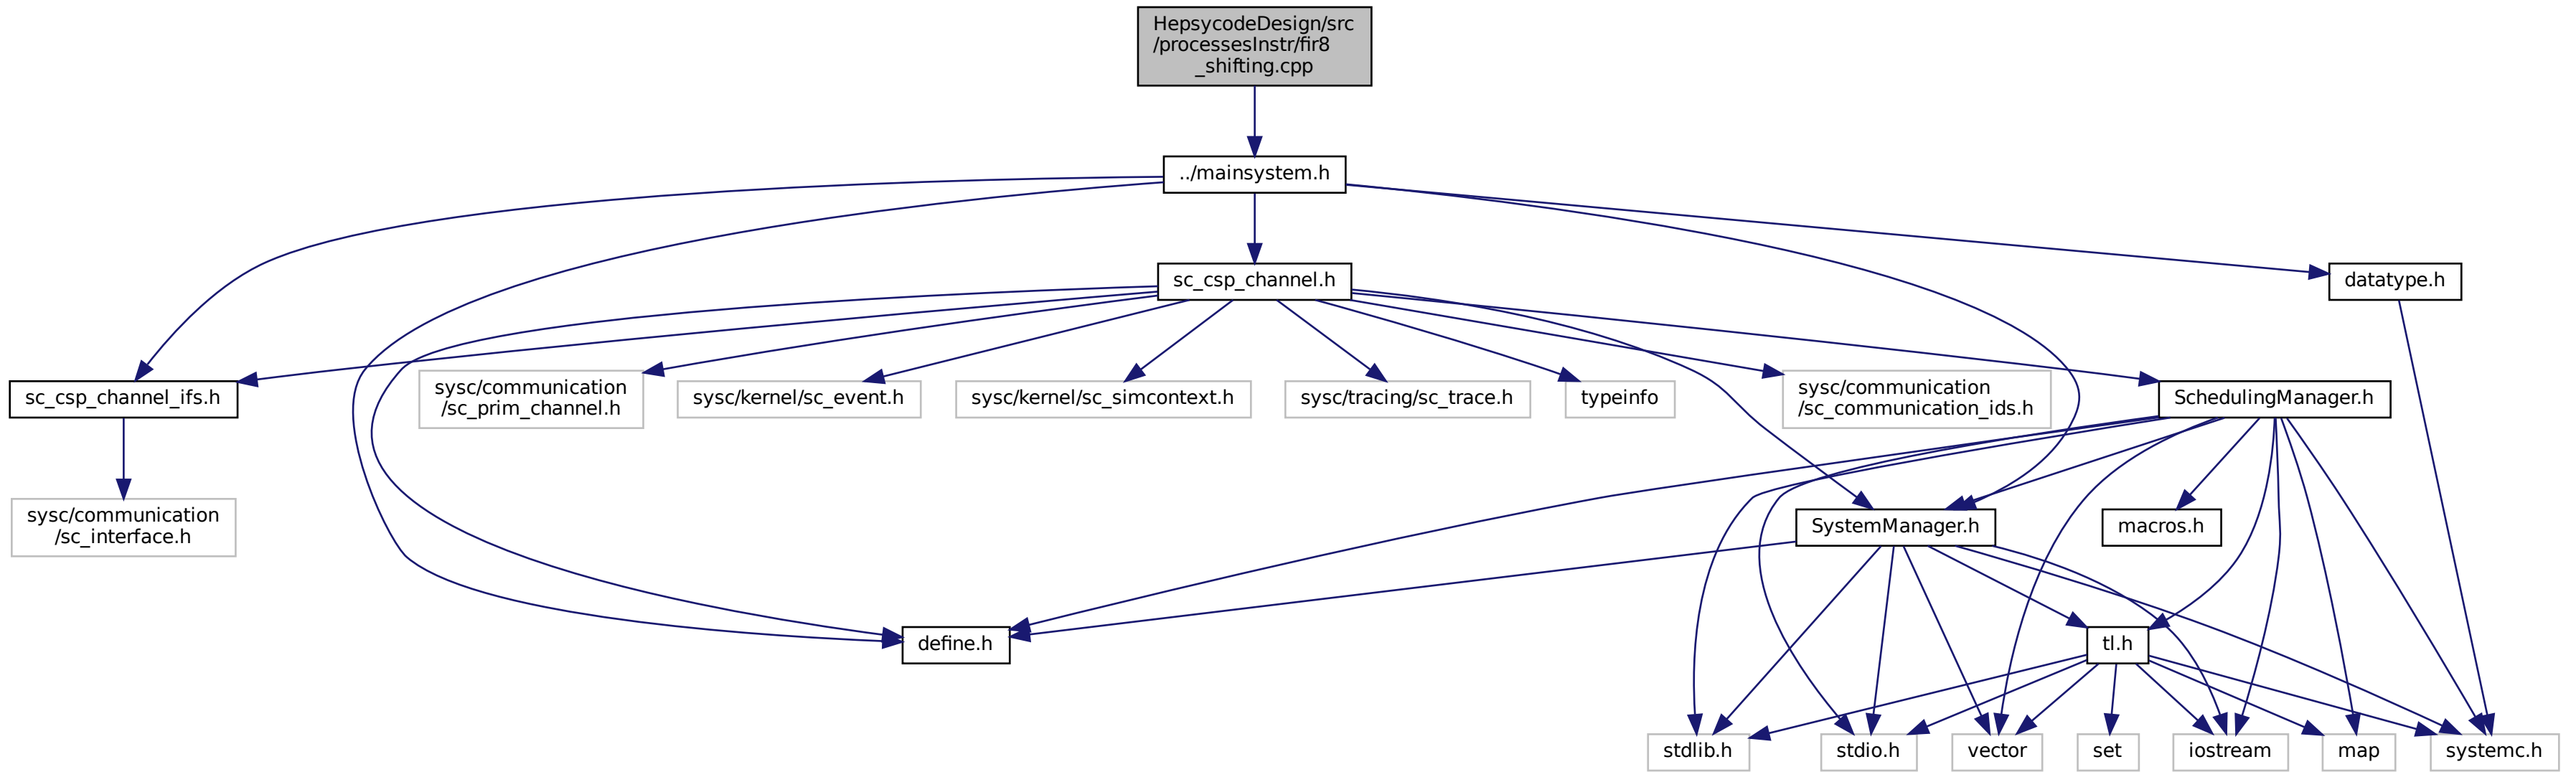 HepsycodeDesign/src
/processesInstr/fir8
_shifting.cpp
../mainsystem.h
sc_csp_channel.h
datatype.h
sc_csp_channel_ifs.h
sysc/communication
/sc_prim_channel.h
sysc/kernel/sc_event.h
sysc/kernel/sc_simcontext.h
sysc/tracing/sc_trace.h
typeinfo
sysc/communication
/sc_communication_ids.h
SchedulingManager.h
sysc/communication
/sc_interface.h
SystemManager.h
macros.h
define.h
tl.h
stdlib.h
stdio.h
vector
set
iostream
map
systemc.h